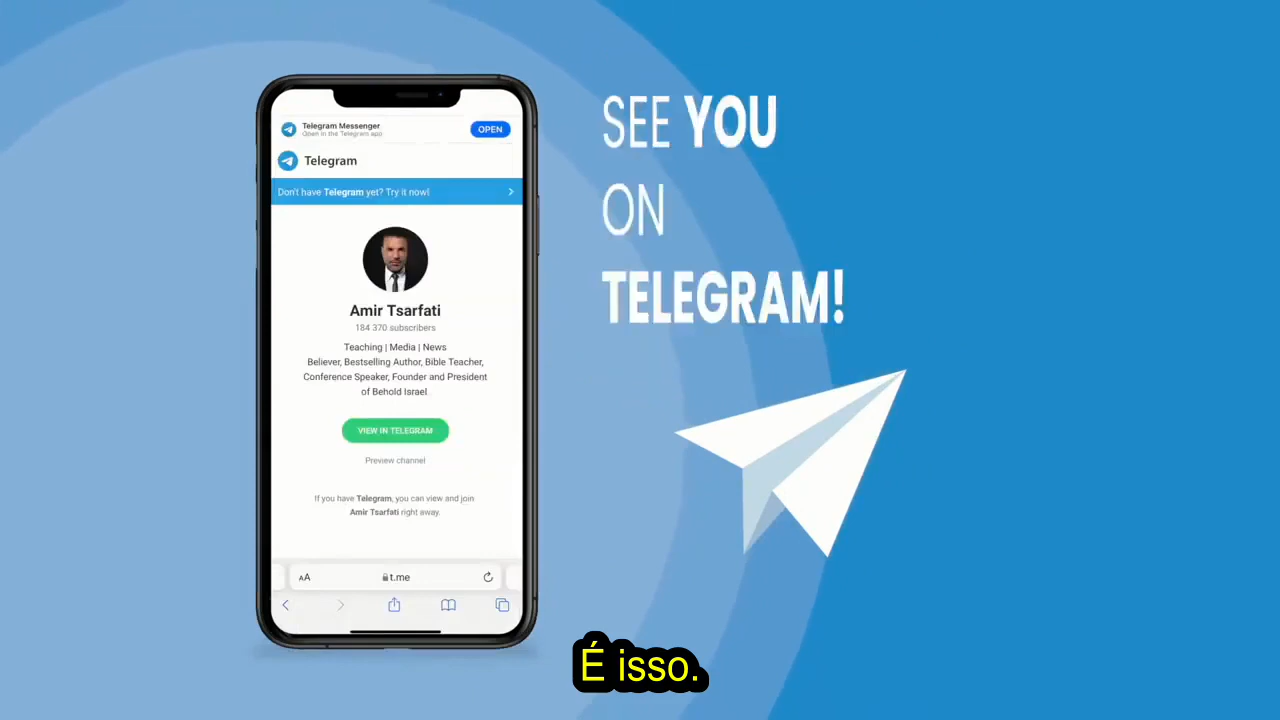 Telegram Messenger
Open in the Telegram app
OPEN
Telegram
Don't have Telegram yet? Try it now!
Amir Tsarfati
184 370 subscribers
Teaching | Media | News
Believer, Bestselling Author, Bible Teacher,
Conference Speaker, Founder and President
of Behold Israel
VIEW IN TELEGRAM
Preview channel
If you have Telegram, you can view and join
Amir Tsarfati right away.
AA
t.me
SEE YOU
ON
TELEGRAM!
É isso.